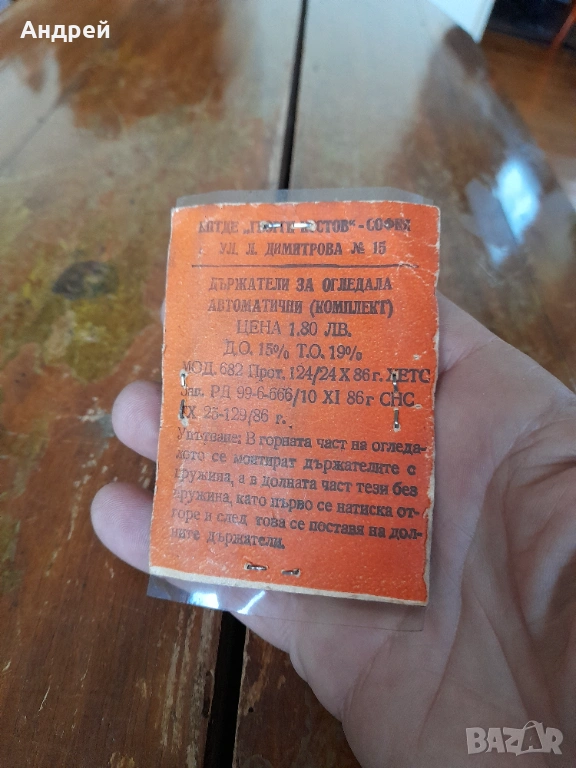 Андрей
„ГЕОРГИ КОСТОВ“ - СОФИЯ
УЛ. Л. ДИМИТРОВА № 15
ДЪРЖАТЕЛИ ЗА ОГЛЕДАЛА
АВТОМАТИЧНИ (КОМПЛЕКТ)
ЦЕНА 1.80 ЛВ.
Д.О. 15% Т.О. 19%
МОД. 682 Прот. 124/24 X 86 г.
Зап. РД 99-6-666/10 XI 86 г СНС
25-129/86 г.
Упътване: В горната част на огледа-
лото се монтират държателите с
пружина, а в долната част тези без
пружина, като първо се натиска от-
горе и след това се поставя на дол-
ните държатели.
BAZAR